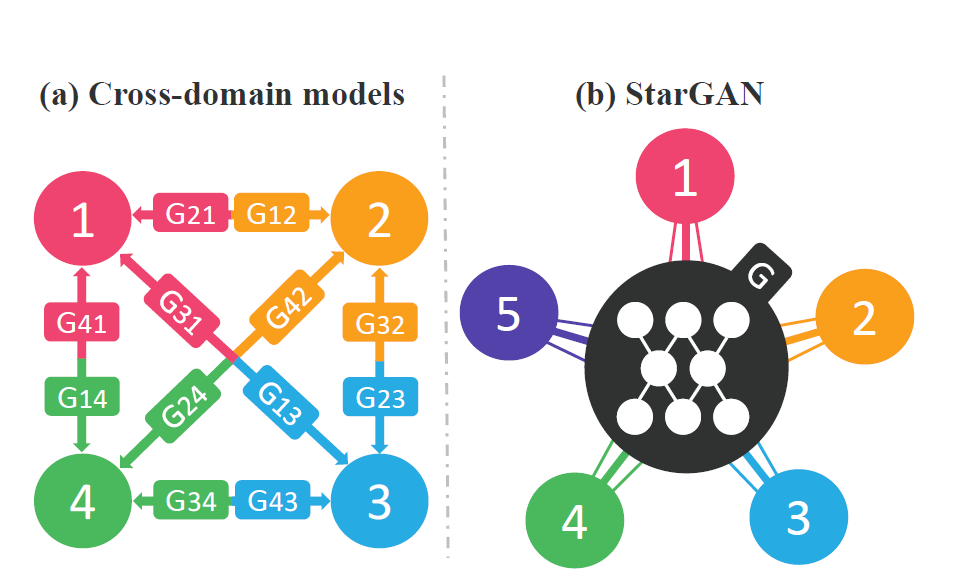 (a) Cross-domain models
1
G21 G12
2
G41
G31
G42
G32
G14
G24
G13
G23
4
G34 G43
3
(b) StarGAN
1
G
5
2
4
3